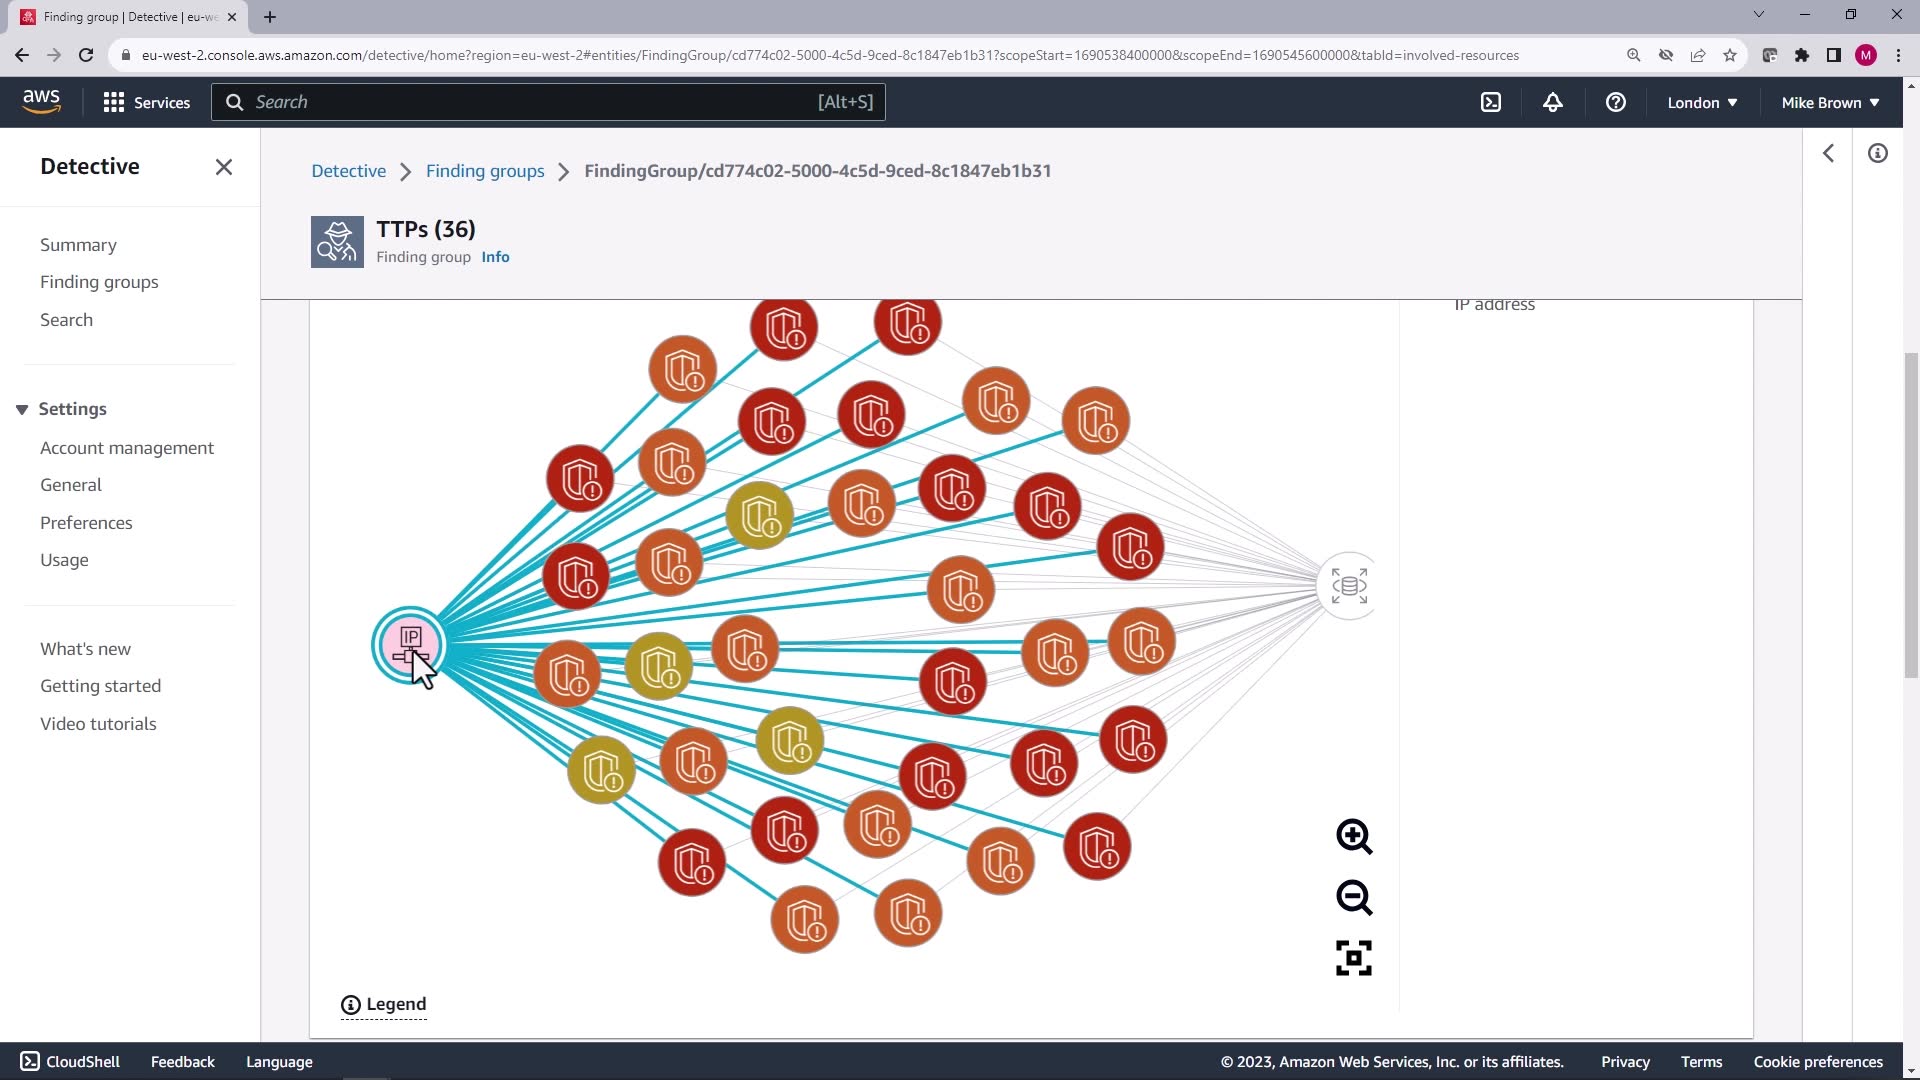 Finding group | Detective | eu-we
eu-west-2.console.aws.amazon.com/detective/home?region=eu-west-2#entities/FindingGroup/cd774c02-5000-4c5d-9ced-8c1847eb1b31?scopeStart=1690538400000&scopeEnd=1690545600000&tabId=involved-resources
M
aws
Services
Search
[Alt+S]
London
Mike Brown
Detective
Summary
Finding groups
Search
Settings
Account management
General
Preferences
Usage
What's new
Getting started
Video tutorials
Detective
Finding groups
FindingGroup/cd774c02-5000-4c5d-9ced-8c1847eb1b31
TTPs (36)
Finding group Info
IP address
IP
Legend
CloudShell
Feedback
Language
© 2023, Amazon Web Services, Inc. or its affiliates.
Privacy
Terms
Cookie preferences